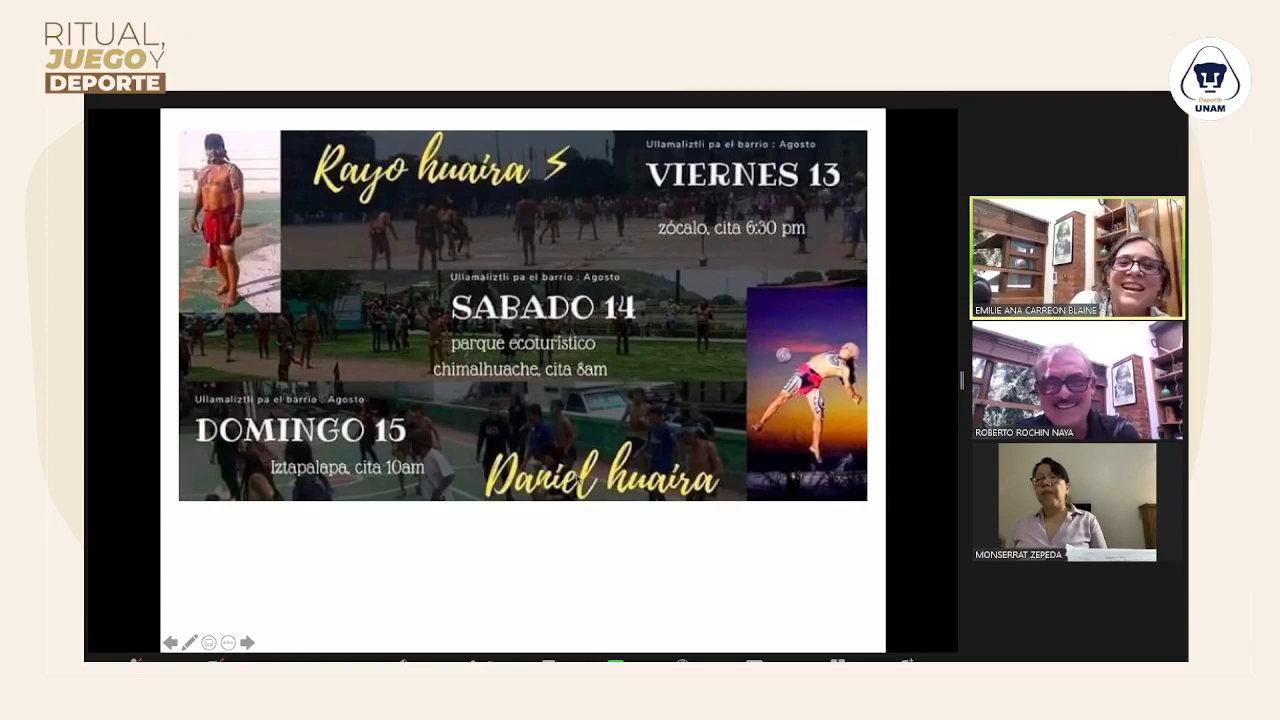 RITUAL,
JUEGO Y
DEPORTE
Deporte
UNAM
Rayo huaira
Ullamaliztli pa el barrio : Agosto
VIERNES 13
zócalo, cita 6:30 pm
Ullamaliztli pa el barrio : Agosto
SABADO 14
parque ecoturístico
chimalhuache, cita 8am
Ullamaliztli pa el barrio : Agosto
DOMINGO 15
Iztapalapa, cita 10am
Daniel huaira
EMILIE ANA CARREON BLAINE
ROBERTO ROCHIN NAYA
MONSERRAT ZEPEDA